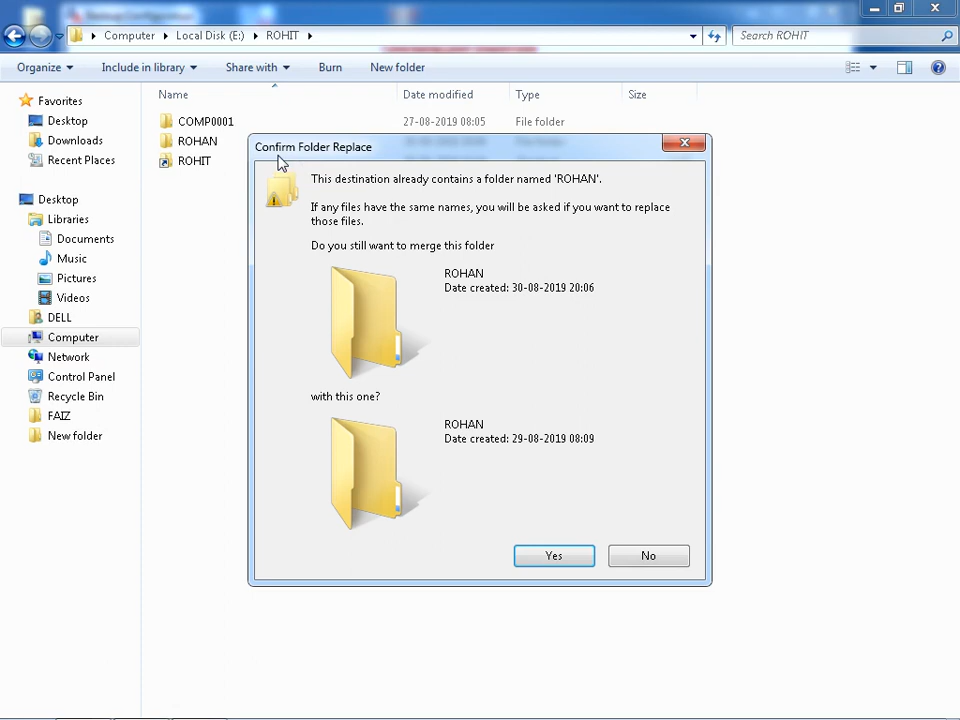 Computer Local Disk (E:) ROHIT
Search ROHIT
Organize Include in library Share with Burn New folder
Name Date modified Type Size
Favorites
Desktop
Downloads
Recent Places
Desktop
Libraries
Documents
Music
Pictures
Videos
DELL
Computer
Network
Control Panel
Recycle Bin
FAIZ
New folder
COMP0001 27-08-2019 08:05 File folder
ROHAN
ROHIT
Confirm Folder Replace
This destination already contains a folder named 'ROHAN'.
If any files have the same names, you will be asked if you want to replace
those files.
Do you still want to merge this folder
ROHAN
Date created: 30-08-2019 20:06
with this one?
ROHAN
Date created: 29-08-2019 08:09
Yes No